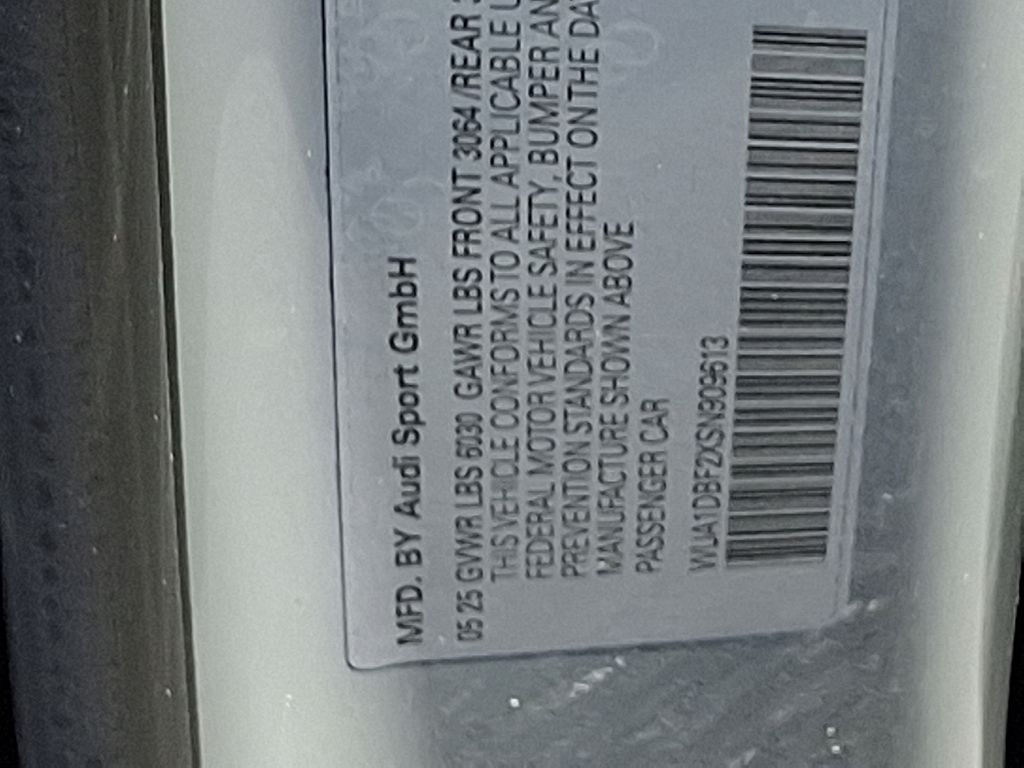 MFD. BY Audi Sport GmbH
05 25 GVWR LBS 6030 GAWR LBS FRONT 3064 /REAR
THIS VEHICLE CONFORMS TO ALL APPLICABLE
FEDERAL MOTOR VEHICLE SAFETY, BUMPER AN
PREVENTION STANDARDS IN EFFECT ON THE DA
MANUFACTURE SHOWN ABOVE
PASSENGER CAR
WUA1DBF2XSN909613